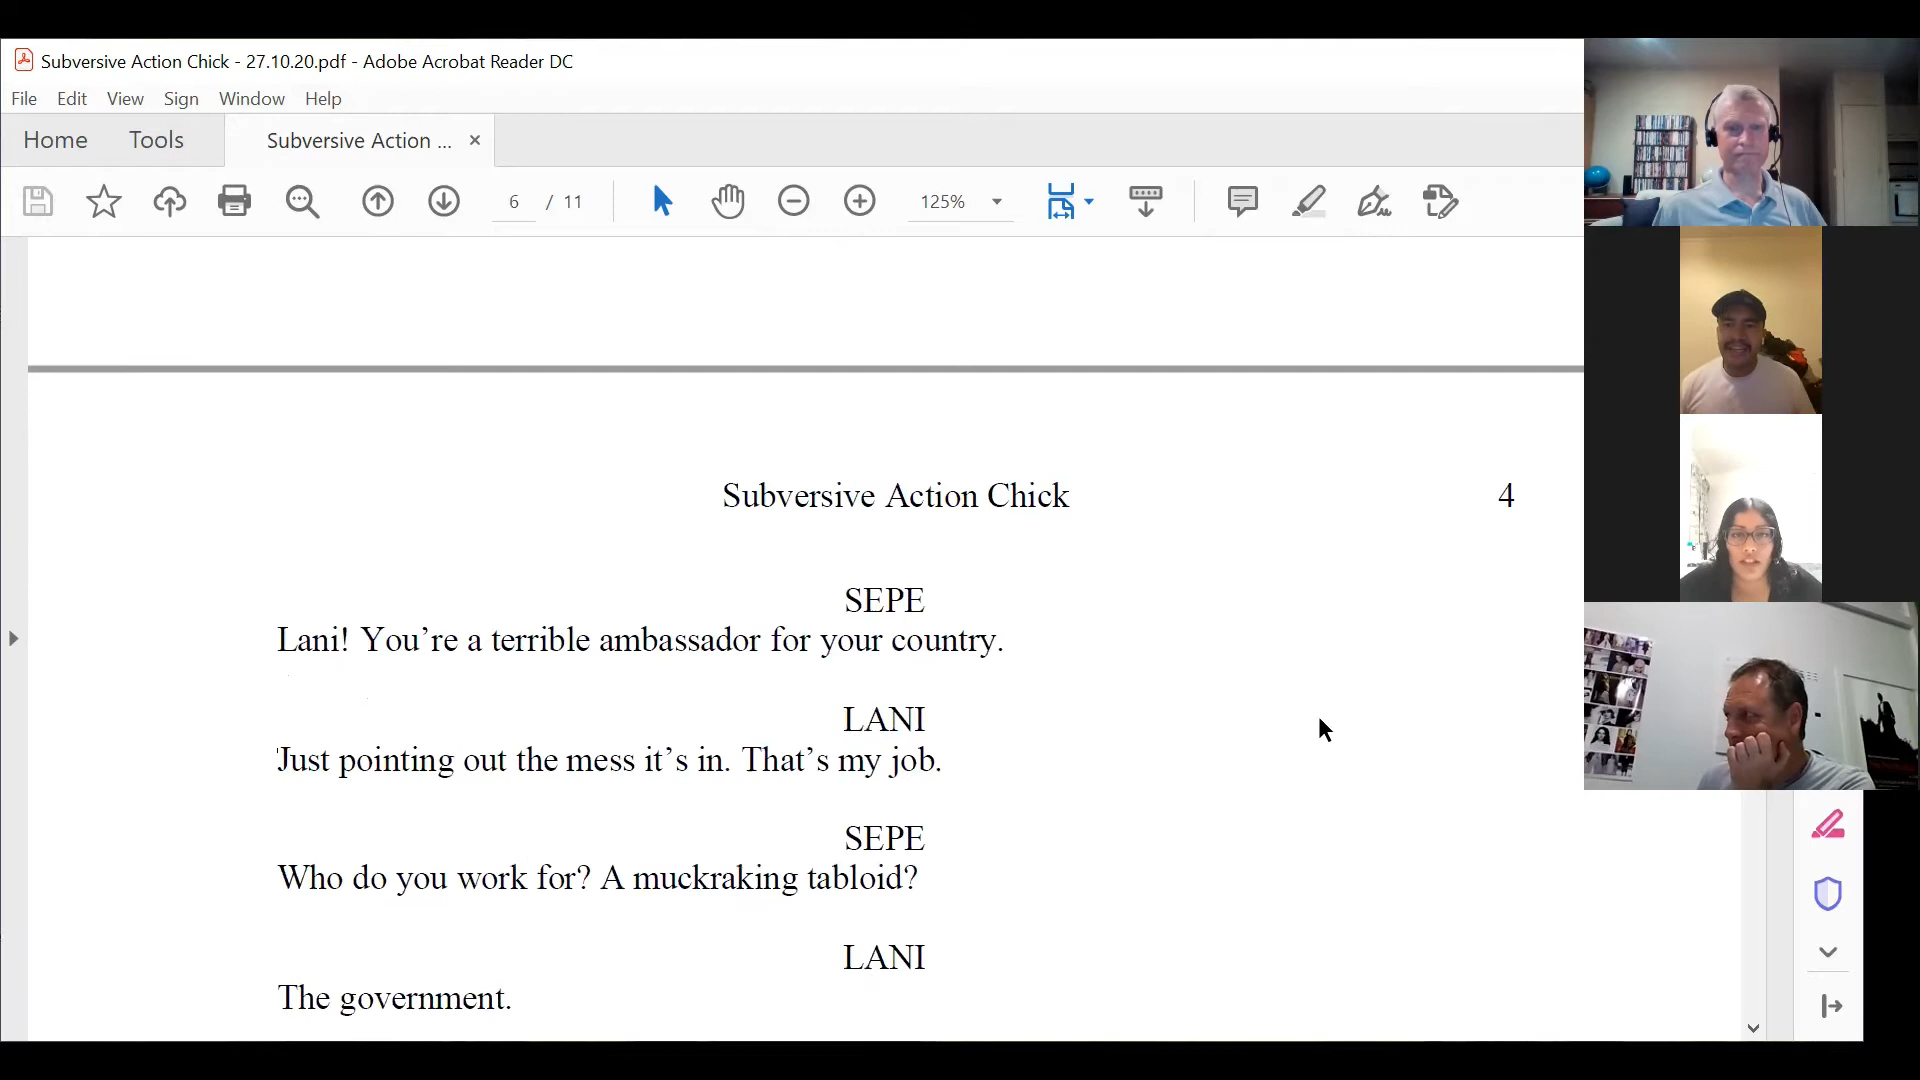 Subversive Action Chick - 27.10.20.pdf - Adobe Acrobat Reader DC
File Edit View Sign Window Help
Home Tools Subversive Action ... ×
6 / 11 125%
Subversive Action Chick 4
SEPE
Lani! You’re a terrible ambassador for your country.
LANI
Just pointing out the mess it’s in. That’s my job.
SEPE
Who do you work for? A muckraking tabloid?
LANI
The government.